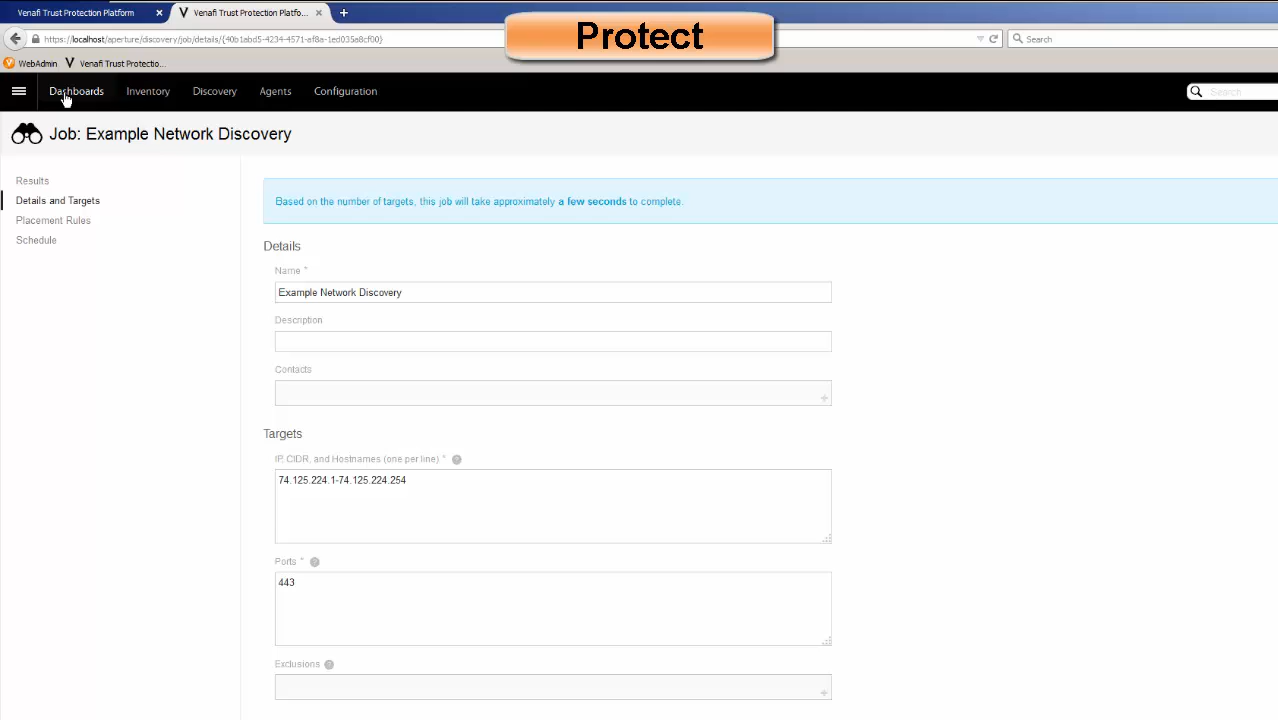 Venafi Trust Protection Platform
Venafi Trust Protection Platfo...
Protect
https://localhost/aperture/discovery/job/details/{40b1abd5-4234-4571-af8a-1ed035a8cf00}
Search
WebAdmin
Venafi Trust Protectio...
Dashboards
Inventory
Discovery
Agents
Configuration
Search
Job: Example Network Discovery
Results
Details and Targets
Placement Rules
Schedule
Based on the number of targets, this job will take approximately a few seconds to complete.
Details
Name *
Example Network Discovery
Description
Contacts
Targets
IP, CIDR, and Hostnames (one per line) *
74.125.224.1-74.125.224.254
Ports *
443
Exclusions